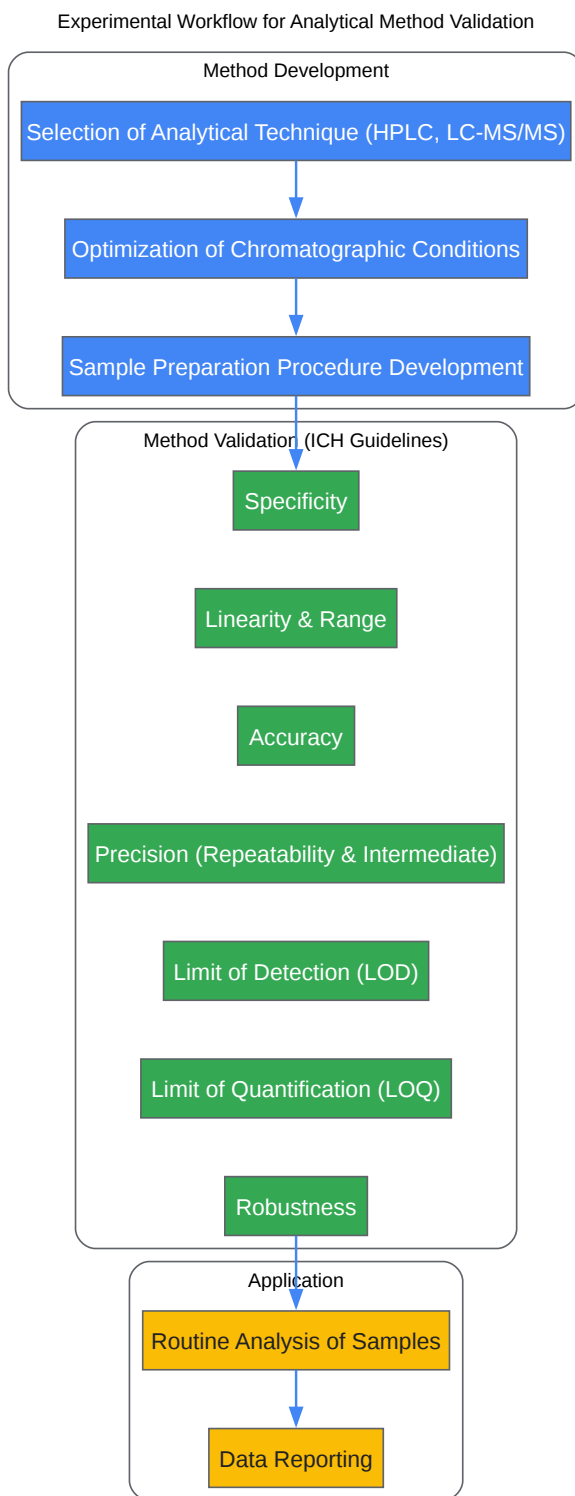 Experimental Workflow for Analytical Method Validation
Method Development
Selection of Analytical Technique (HPLC, LC-MS/MS)
Optimization of Chromatographic Conditions
Sample Preparation Procedure Development
Method Validation (ICH Guidelines)
Specificity
Linearity & Range
Accuracy
Precision (Repeatability & Intermediate)
Limit of Detection (LOD)
Limit of Quantification (LOQ)
Robustness
Application
Routine Analysis of Samples
Data Reporting